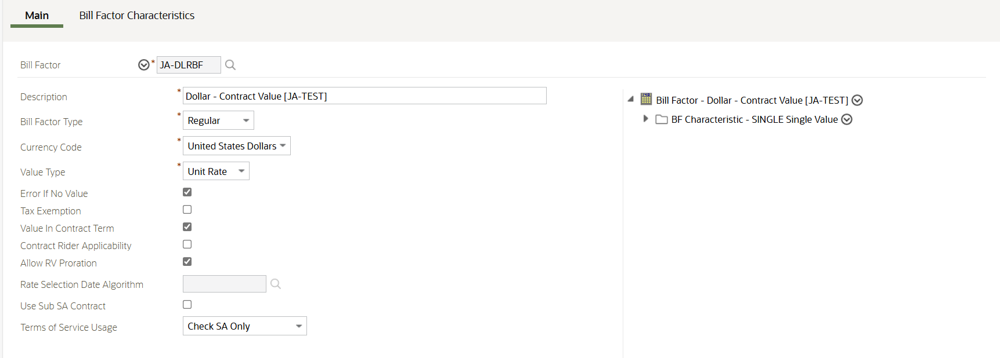 Main Bill Factor Characteristics
Bill Factor * JA-DLRBF
Description * Dollar - Contract Value [JA-TEST]
Bill Factor Type * Regular
Currency Code * United States Dollars
Value Type * Unit Rate
Error If No Value
Tax Exemption
Value In Contract Term
Contract Rider Applicability
Allow RV Proration
Rate Selection Date Algorithm
Use Sub SA Contract
Terms of Service Usage Check SA Only
Bill Factor - Dollar - Contract Value [JA-TEST]
BF Characteristic - SINGLE Single Value